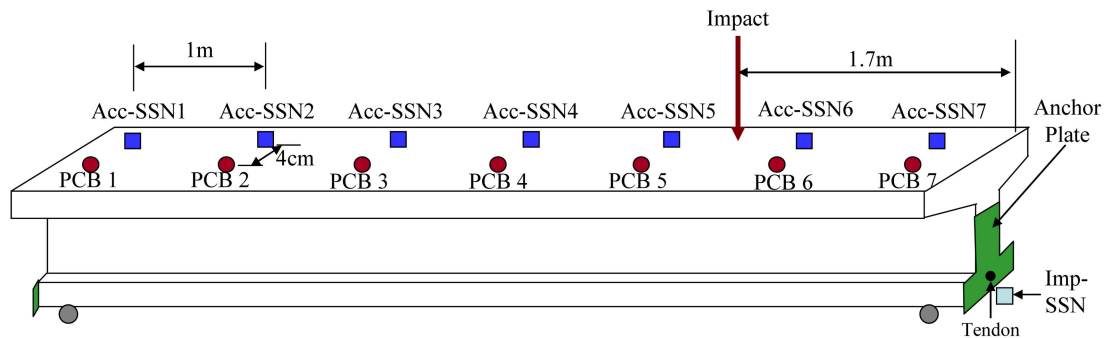 Impact
1m
1.7m
Acc-SSN1 Acc-SSN2 Acc-SSN3 Acc-SSN4 Acc-SSN5 Acc-SSN6 Acc-SSN7
Anchor
Plate
4cm
PCB 1 PCB 2 PCB 3 PCB 4 PCB 5 PCB 6 PCB 7
Imp-
SSN
Tendon